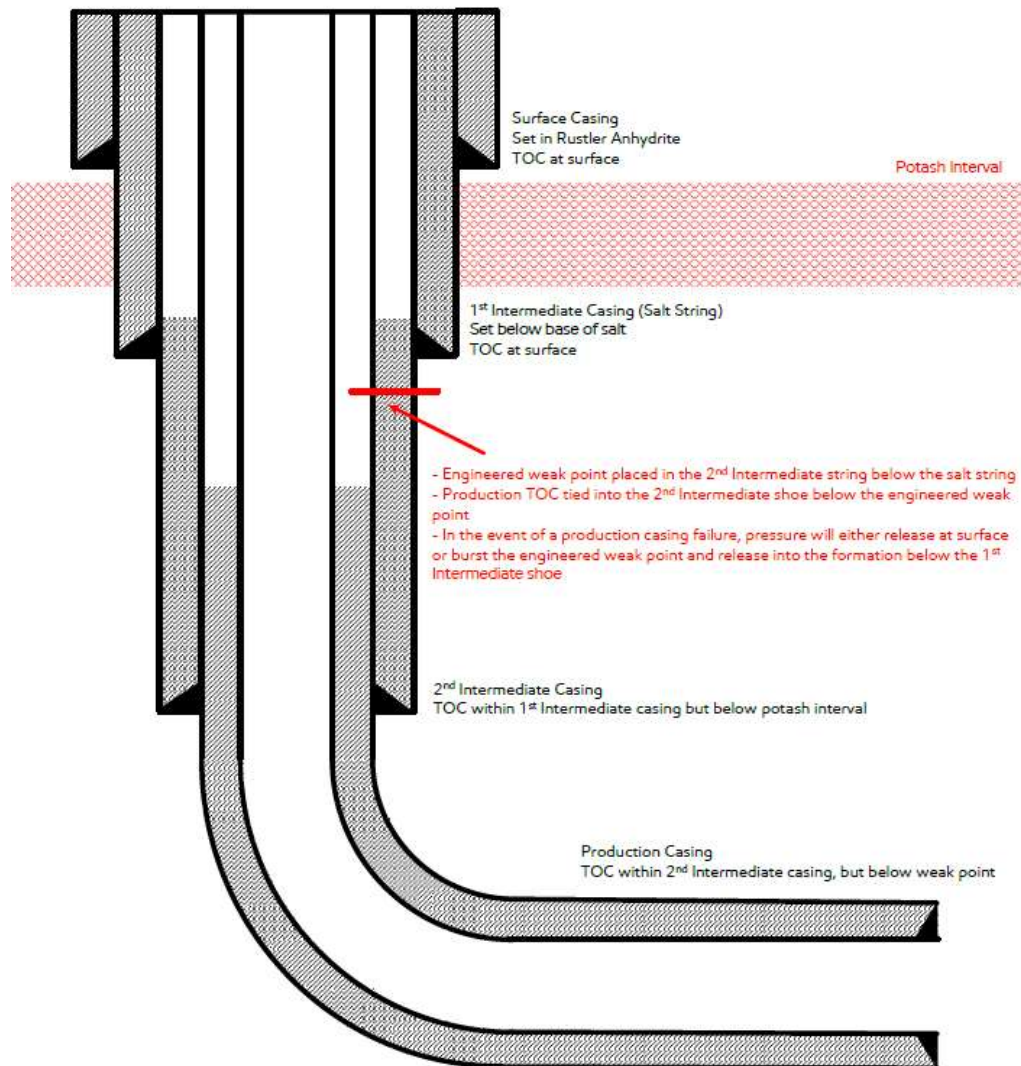 Surface Casing
Set in Rustler Anhydrite
TOC at surface
Potash Interval
1st Intermediate Casing (Salt String)
Set below base of salt
TOC at surface
- Engineered weak point placed in the 2nd Intermediate string below the salt string
- Production TOC tied into the 2nd Intermediate shoe below the engineered weak
point
- In the event of a production casing failure, pressure will either release at surface
or burst the engineered weak point and release into the formation below the 1st
Intermediate shoe
2nd Intermediate Casing
TOC within 1st Intermediate casing but below potash interval
Production Casing
TOC within 2nd Intermediate casing, but below weak point